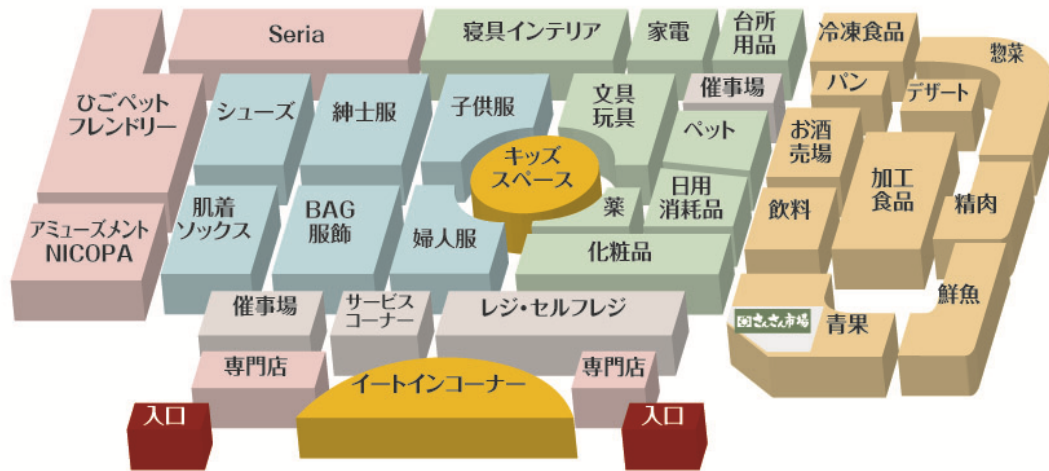 Seria
寝具インテリア
家電
台所
用品
冷凍食品
惣菜
ひごペット
フレンドリー
シューズ
紳士服
子供服
文具
玩具
催事場
パン
デザート
キッズ
スペース
ペット
お酒
売場
加工
食品
アミューズメント
NICOPA
肌着
ソックス
BAG
服飾
婦人服
薬
日用
消耗品
飲料
精肉
化粧品
催事場
サービス
コーナー
レジ・セルフレジ
さんさん市場
青果
鮮魚
専門店
イートインコーナー
専門店
入口
入口